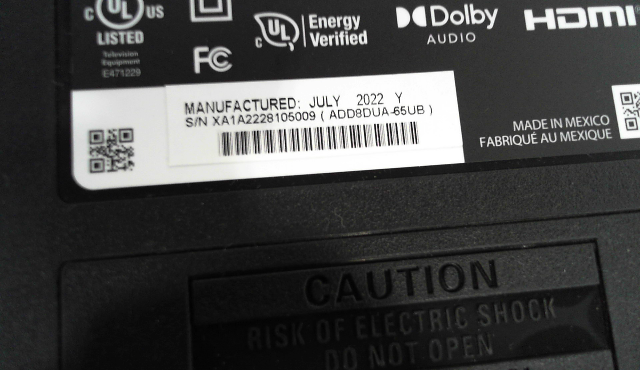 c UL US
LISTED
Television
Equipment
E471229
FC
c UL
Energy
Verified
Dolby
AUDIO
HDMI
MANUFACTURED: JULY 2022 Y
S/N XA1A2228105009 ( ADD8DUA-65UB )
MADE IN MEXICO
FABRIQUÉ AU MEXIQUE
CAUTION
RISK OF ELECTRIC SHOCK
DO NOT OPEN